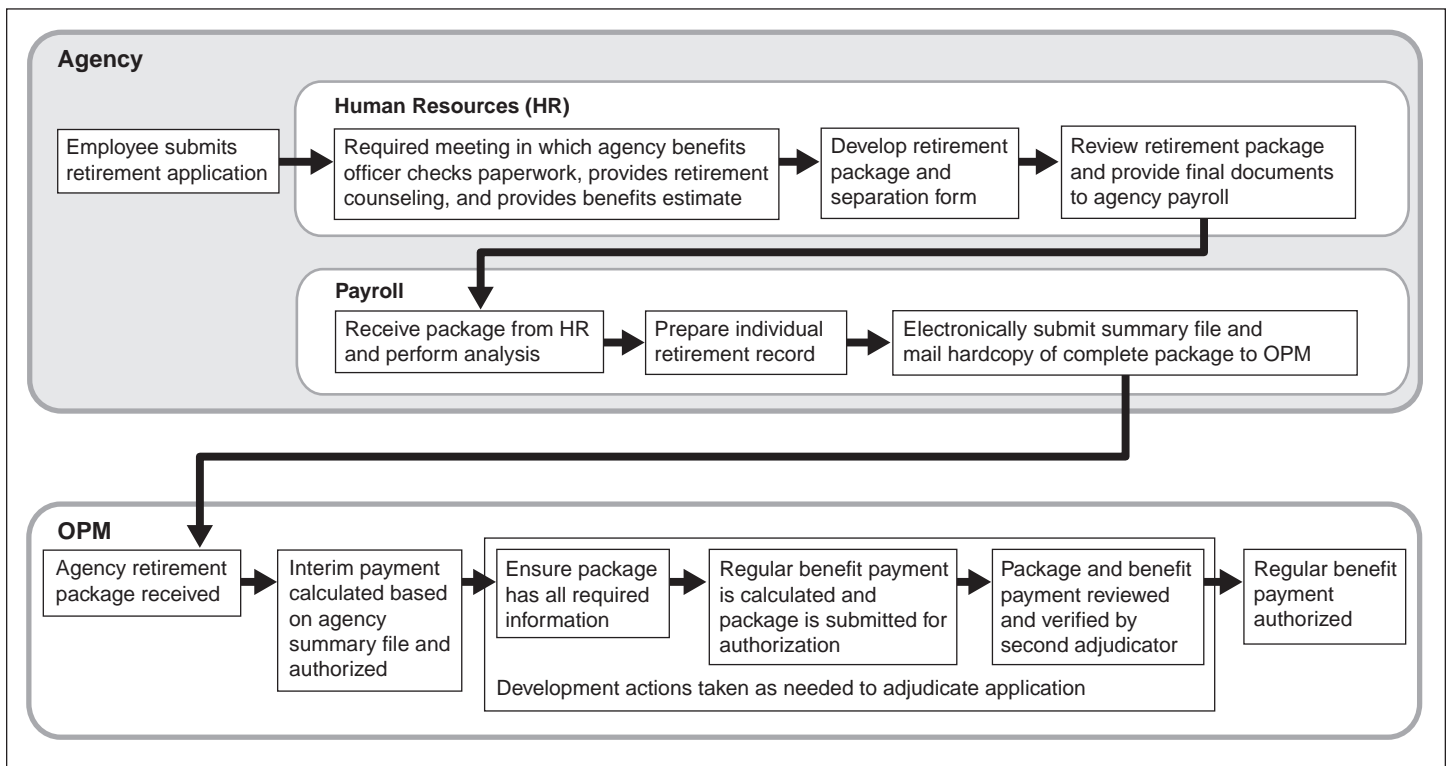 Agency
Human Resources (HR)
Employee submits
retirement application
Required meeting in which agency benefits
officer checks paperwork, provides retirement
counseling, and provides benefits estimate
Develop retirement
package and
separation form
Review retirement package
and provide final documents
to agency payroll
Payroll
Receive package from HR
and perform analysis
Prepare individual
retirement record
Electronically submit summary file and
mail hardcopy of complete package to OPM
OPM
Agency retirement
package received
Interim payment
calculated based
on agency
summary file and
authorized
Ensure package
has all required
information
Regular benefit payment
is calculated and
package is submitted for
authorization
Package and benefit
payment reviewed
and verified by
second adjudicator
Regular benefit
payment
authorized
Development actions taken as needed to adjudicate application